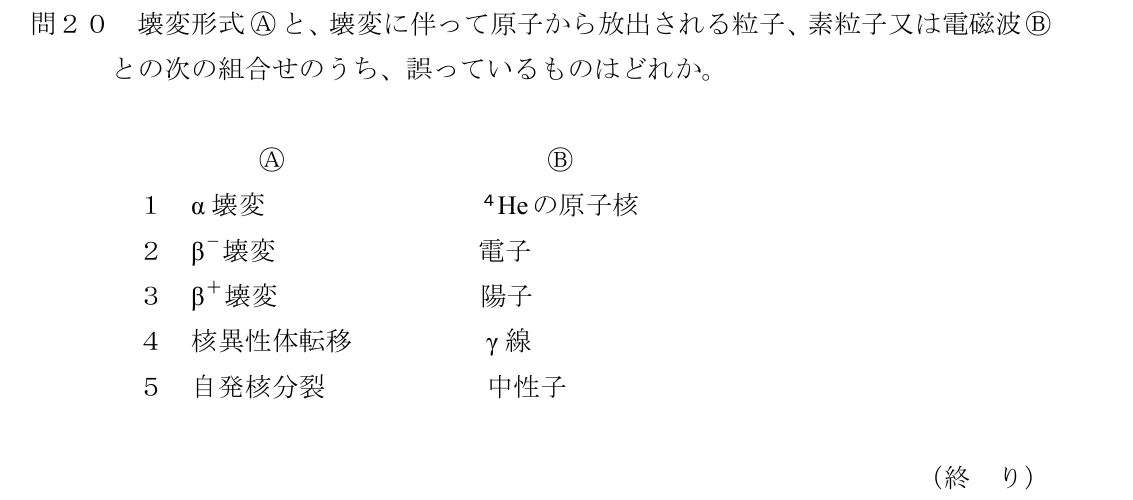 問２０　壊変形式Ⓐと、壊変に伴って原子から放出される粒子、素粒子又は電磁波Ⓑ
との次の組合せのうち、誤っているものはどれか。
Ⓐ　Ⓑ
１　α壊変　⁴Heの原子核
２　β⁻壊変　電子
３　β⁺壊変　陽子
４　核異性体転移　γ線
５　自発核分裂　中性子
（終　り）